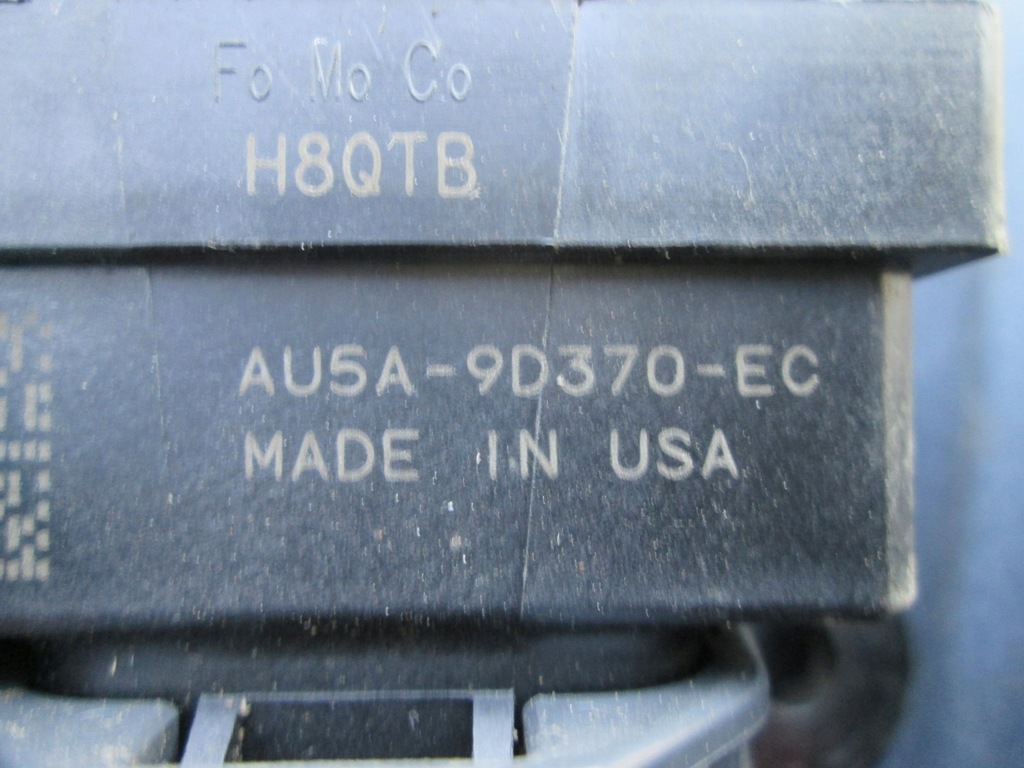 Fo Mo Co
H8QTB
AU5A-9D370-EC
MADE IN USA